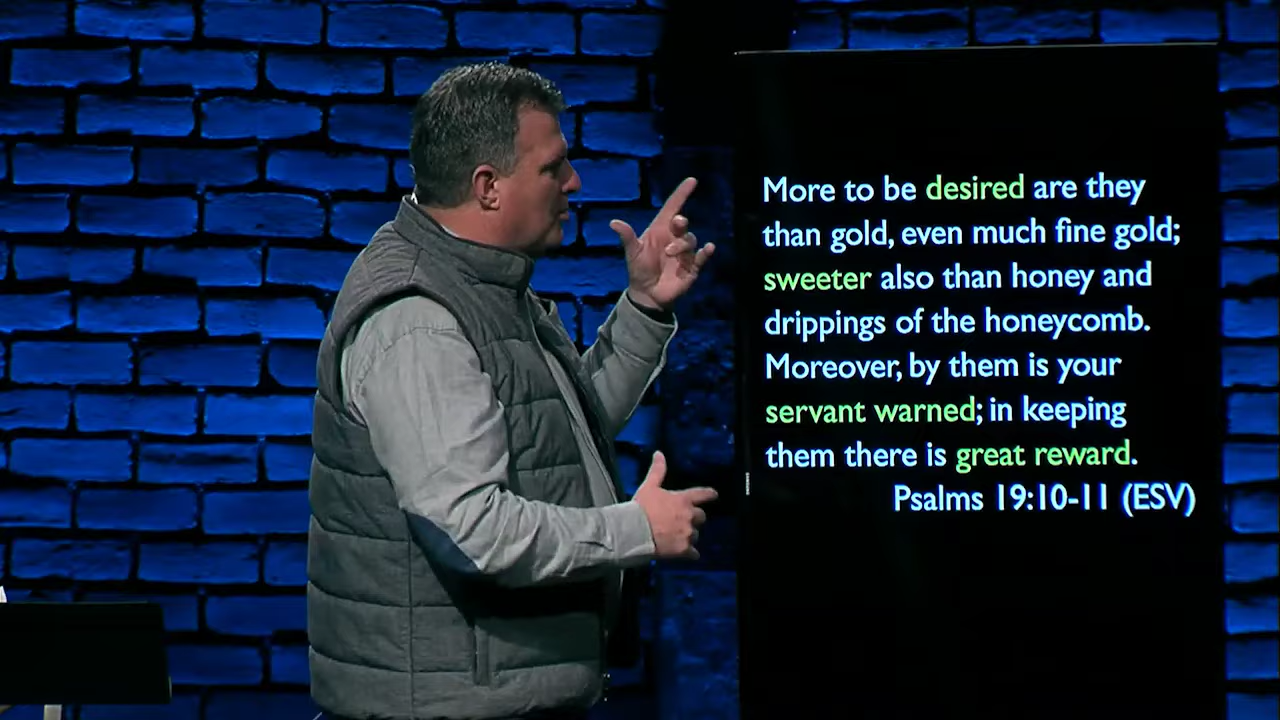 More to be desired are they
than gold, even much fine gold;
sweeter also than honey and
drippings of the honeycomb.
Moreover, by them is your
servant warned; in keeping
them there is great reward.
Psalms 19:10-11 (ESV)